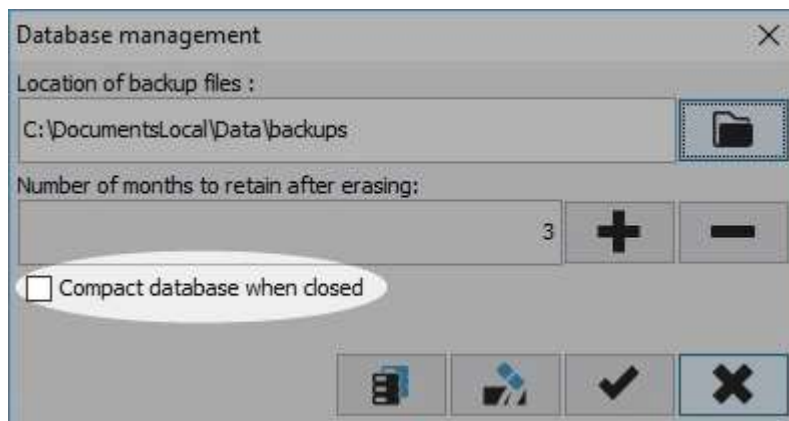 Database management
Location of backup files :
C:\DocumentsLocal\Data\backups
Number of months to retain after erasing:
3
Compact database when closed